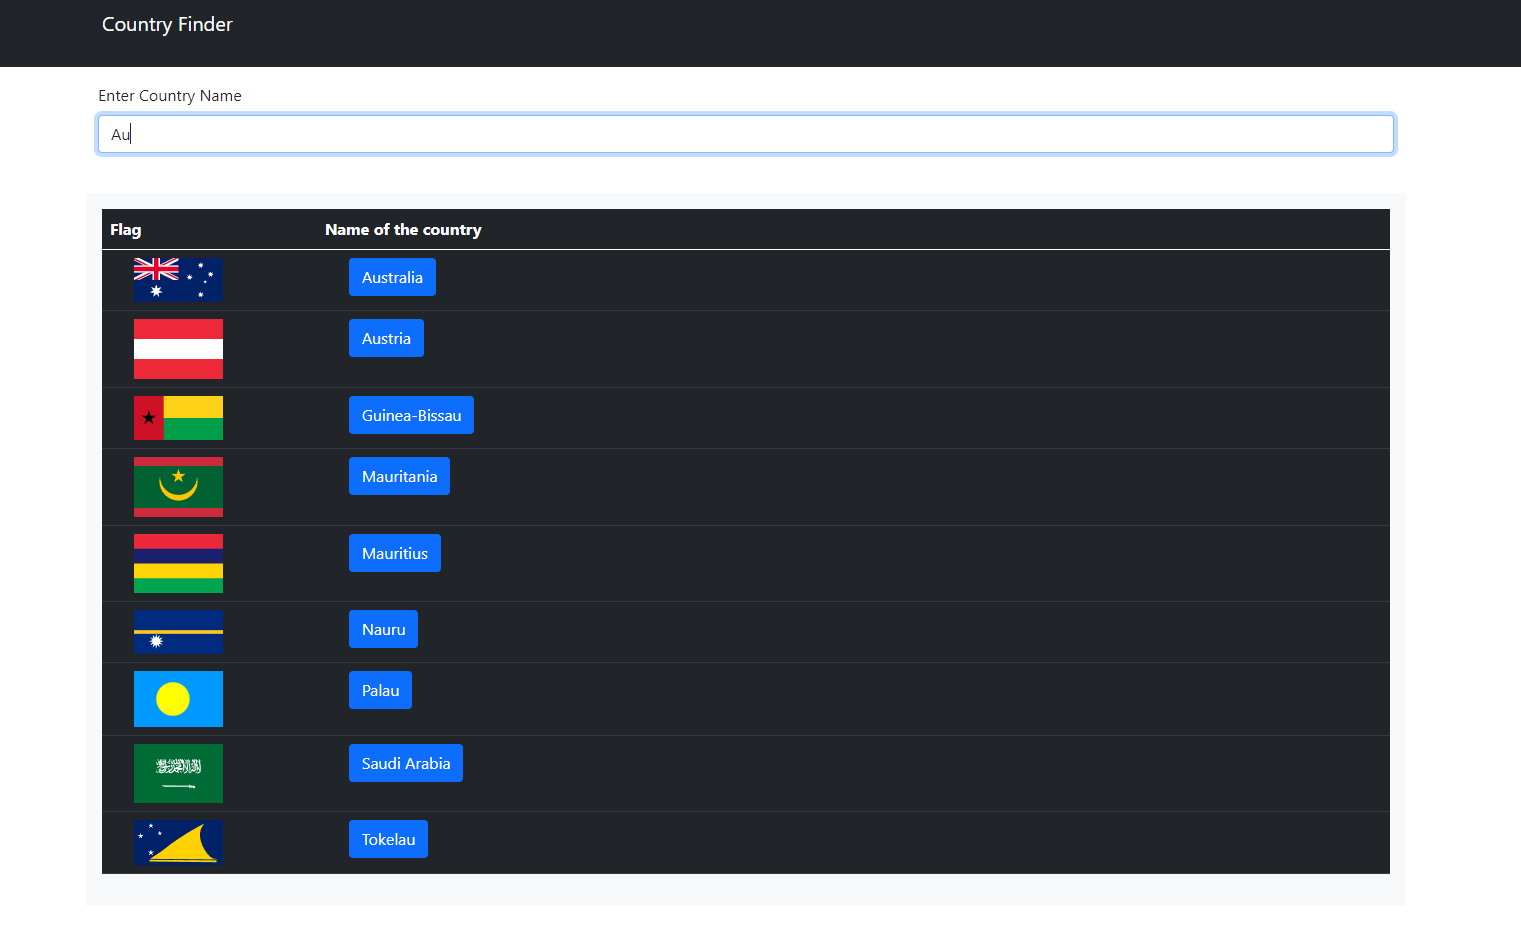 Country Finder
Enter Country Name
Au
Flag Name of the country
Australia
Austria
Guinea-Bissau
Mauritania
Mauritius
Nauru
Palau
Saudi Arabia
Tokelau